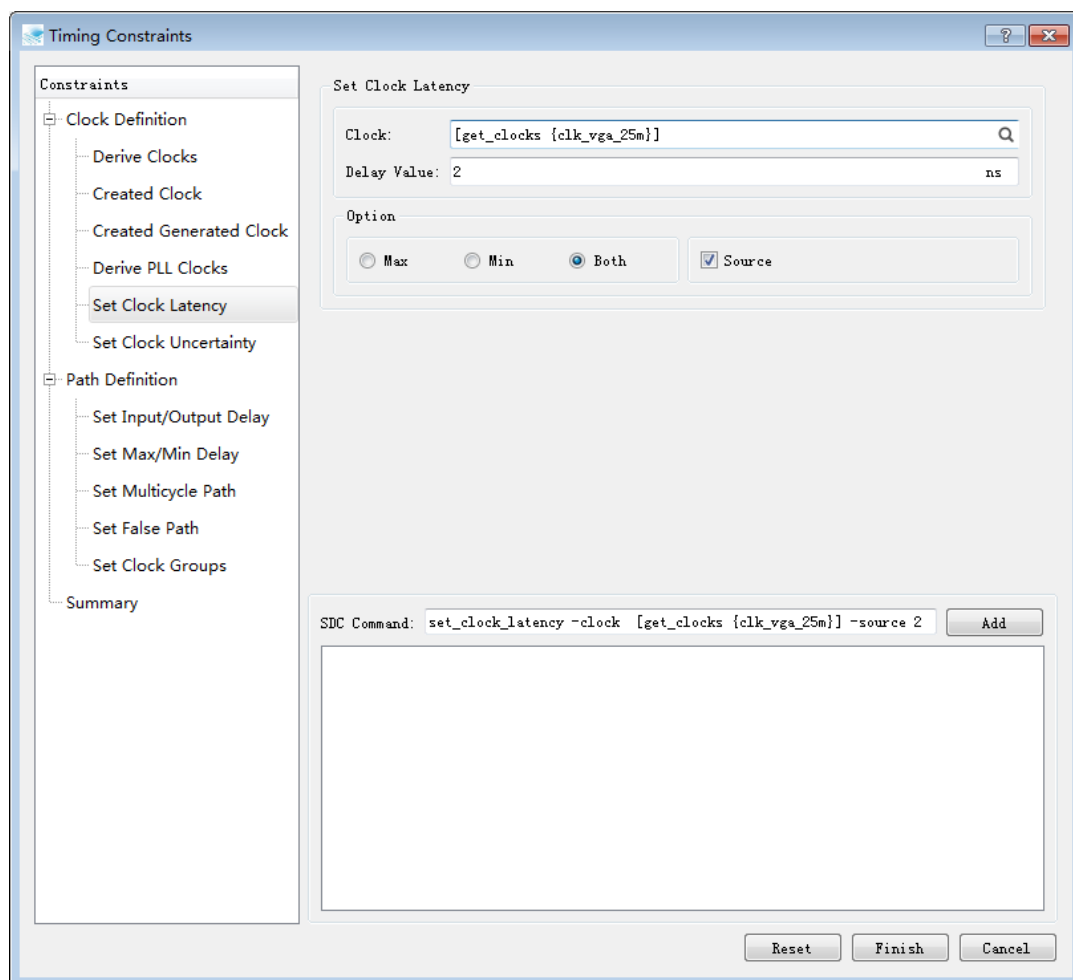 Timing Constraints
?
Constraints
Clock Definition
Derive Clocks
Created Clock
Created Generated Clock
Derive PLL Clocks
Set Clock Latency
Set Clock Uncertainty
Path Definition
Set Input/Output Delay
Set Max/Min Delay
Set Multicycle Path
Set False Path
Set Clock Groups
Summary
Set Clock Latency
Clock: [get_clocks {clk_vga_25m}]
Delay Value: 2 ns
Option
Max Min Both Source
SDC Command: set_clock_latency -clock  [get_clocks {clk_vga_25m}] -source 2 Add
Reset Finish Cancel